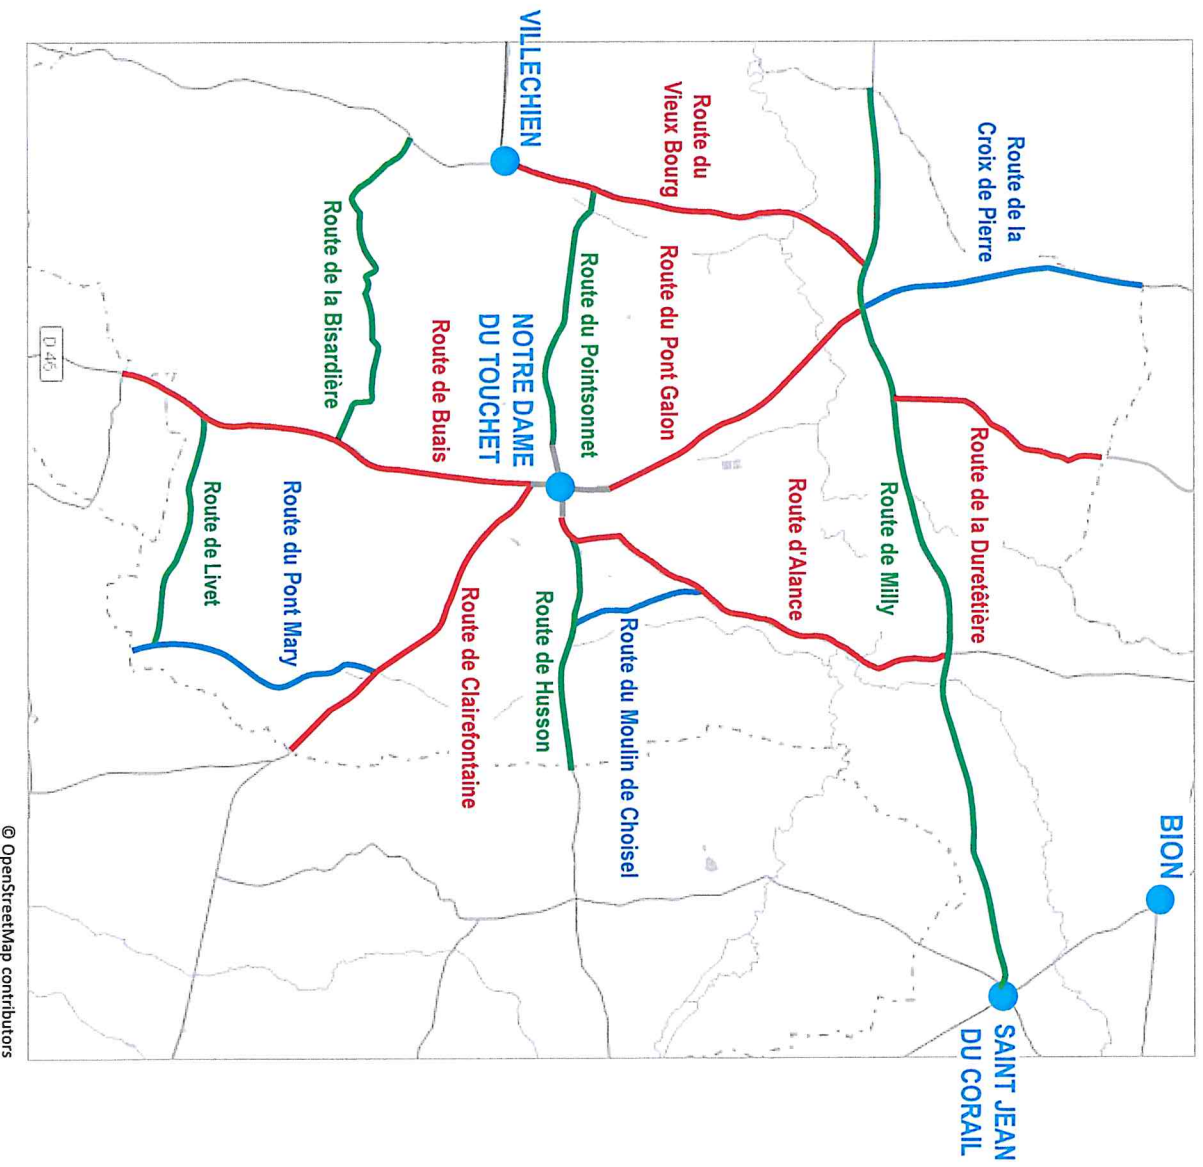 BION
Route de la
Croix de Pierre
SAINT JEAN
DU CORAIL
Route de la Duretêtière
Route de Milly
Route d'Alance
Route du
Vieux Bourg
Route du Pont Galon
Route du Moulin de Choisel
Route du Pointsonnet
Route de Husson
VILLECHIEN
NOTRE DAME
DU TOUCHET
Route de Clairefontaine
Route de Buais
Route de la Bisardière
Route du Pont Mary
Route de Livet
D 46
© OpenStreetMap contributors